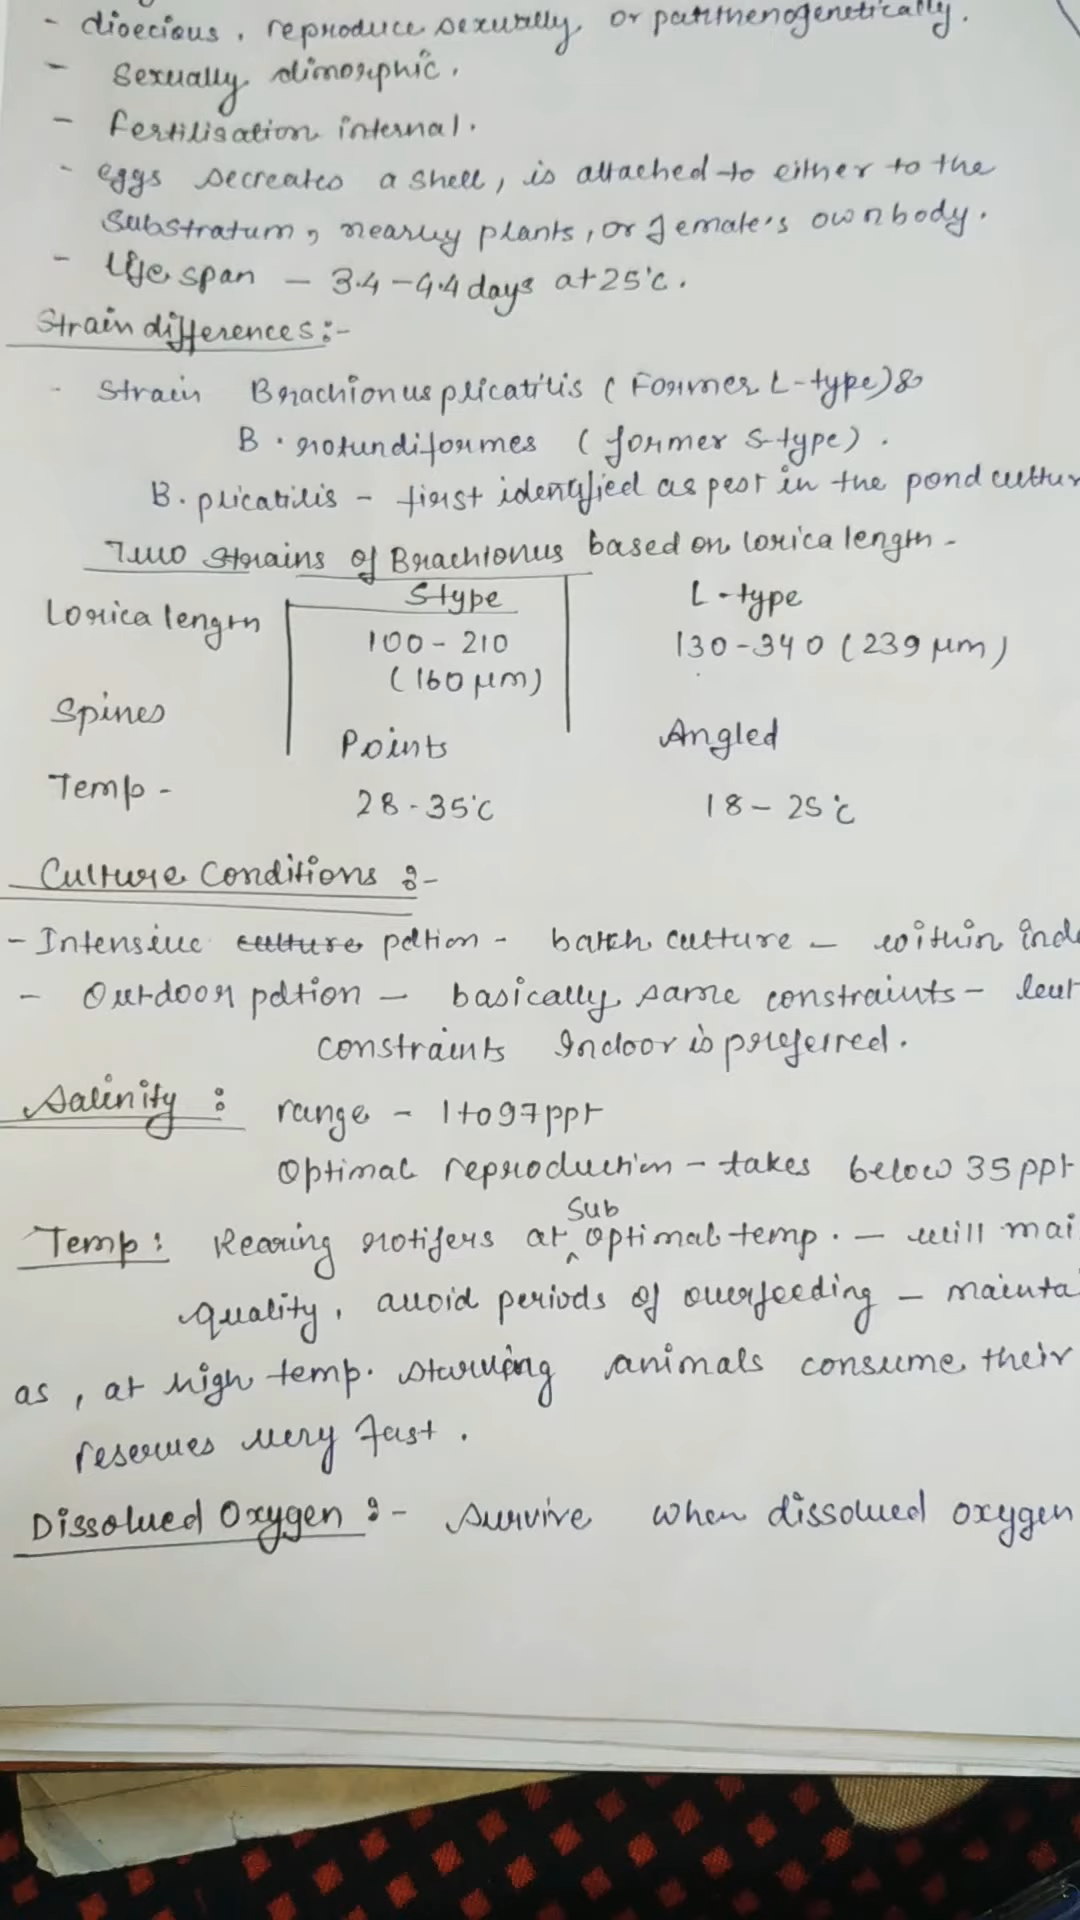 - dioecious, reproduce sexually or parthenogenetically.
- Sexually dimorphic.
- fertilisation internal.
- eggs secreates a shell, is attached to either to the
substratum, nearly plants, or female's own body.
- life span - 3.4-4.4 days at 25°c.
Strain differences:-
- Strain Brachionus plicatilis (Former L-type) &
B. rotundiformes (former S-type).
B. plicatilis - first identified as pest in the pond cultur
Two Strains of Brachionus based on lorica length -
Stype L-type
Lorica length 100-210 130-340 (239 μm)
(160 μm)
Spines Points Angled
Temp - 28-35°c 18-25°c
Culture Conditions :-
- Intensive culture pdtion - batch culture - within indo
- Outdoor pdtion - basically same constraints - but
constraints Indoor is preferred.
Salinity : range - 1 to 97 ppt
Optimal reproduction - takes below 35 ppt
Temp: Rearing rotifers at sub optimal temp. - will mai
quality, avoid periods of overfeeding - mainta
as, at high temp. starving animals consume their
reserves very fast.
Dissolved Oxygen :- Survive when dissolved oxygen